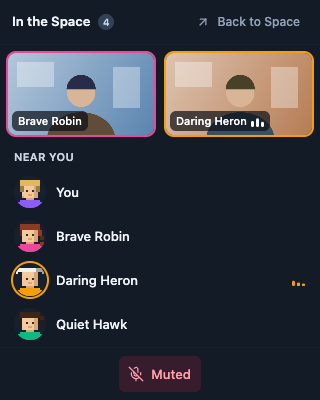 In the Space 4
Back to Space
Brave Robin
Daring Heron
NEAR YOU
You
Brave Robin
Daring Heron
Quiet Hawk
Muted